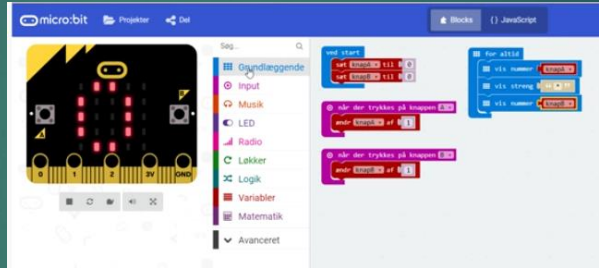 micro:bit Projekter Del Blocks {} JavaScript
Søg...
Grundlæggende
Input
Musik
LED
Radio
Løkker
Logik
Variabler
Matematik
Avanceret
0 1 2 3V GND
ved start
sæt knapA til 0
sæt knapB til 0
når der trykkes på knappen A
ændr knapA af 1
når der trykkes på knappen B
ændr knapB af 1
for altid
vis nummer knapA
vis streng " "
vis nummer knapB